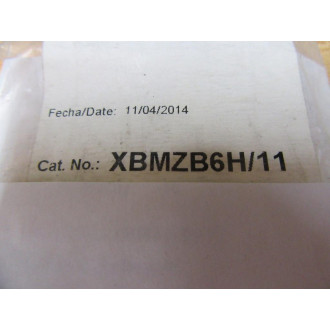 Fecha/Date: 11/04/2014
Cat. No.: XBMZB6H/11